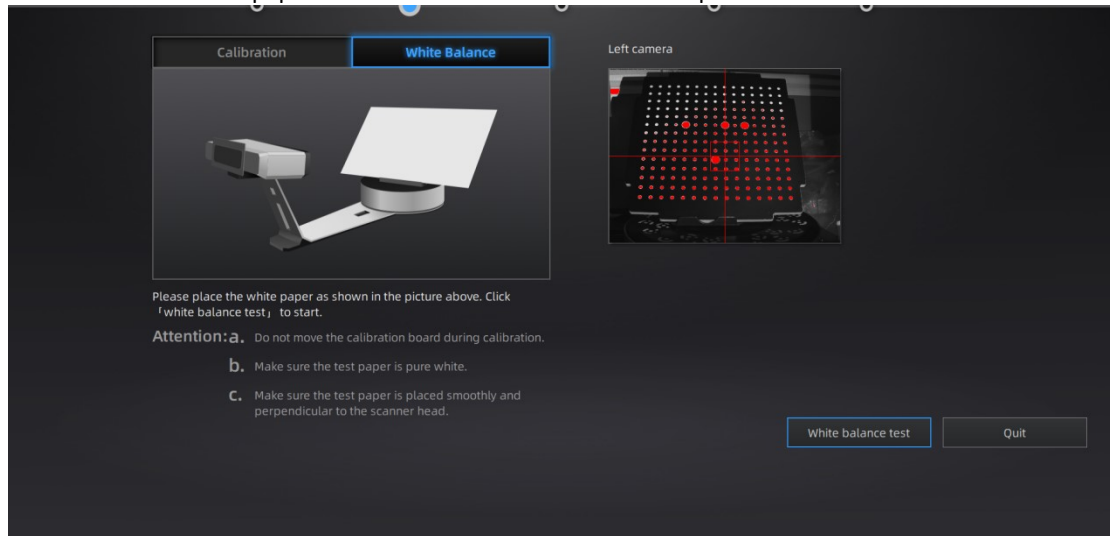 Calibration
White Balance
Left camera
Please place the white paper as shown in the picture above. Click
「white balance test」 to start.
Attention: a. Do not move the calibration board during calibration.
b. Make sure the test paper is pure white.
c. Make sure the test paper is placed smoothly and
perpendicular to the scanner head.
White balance test
Quit